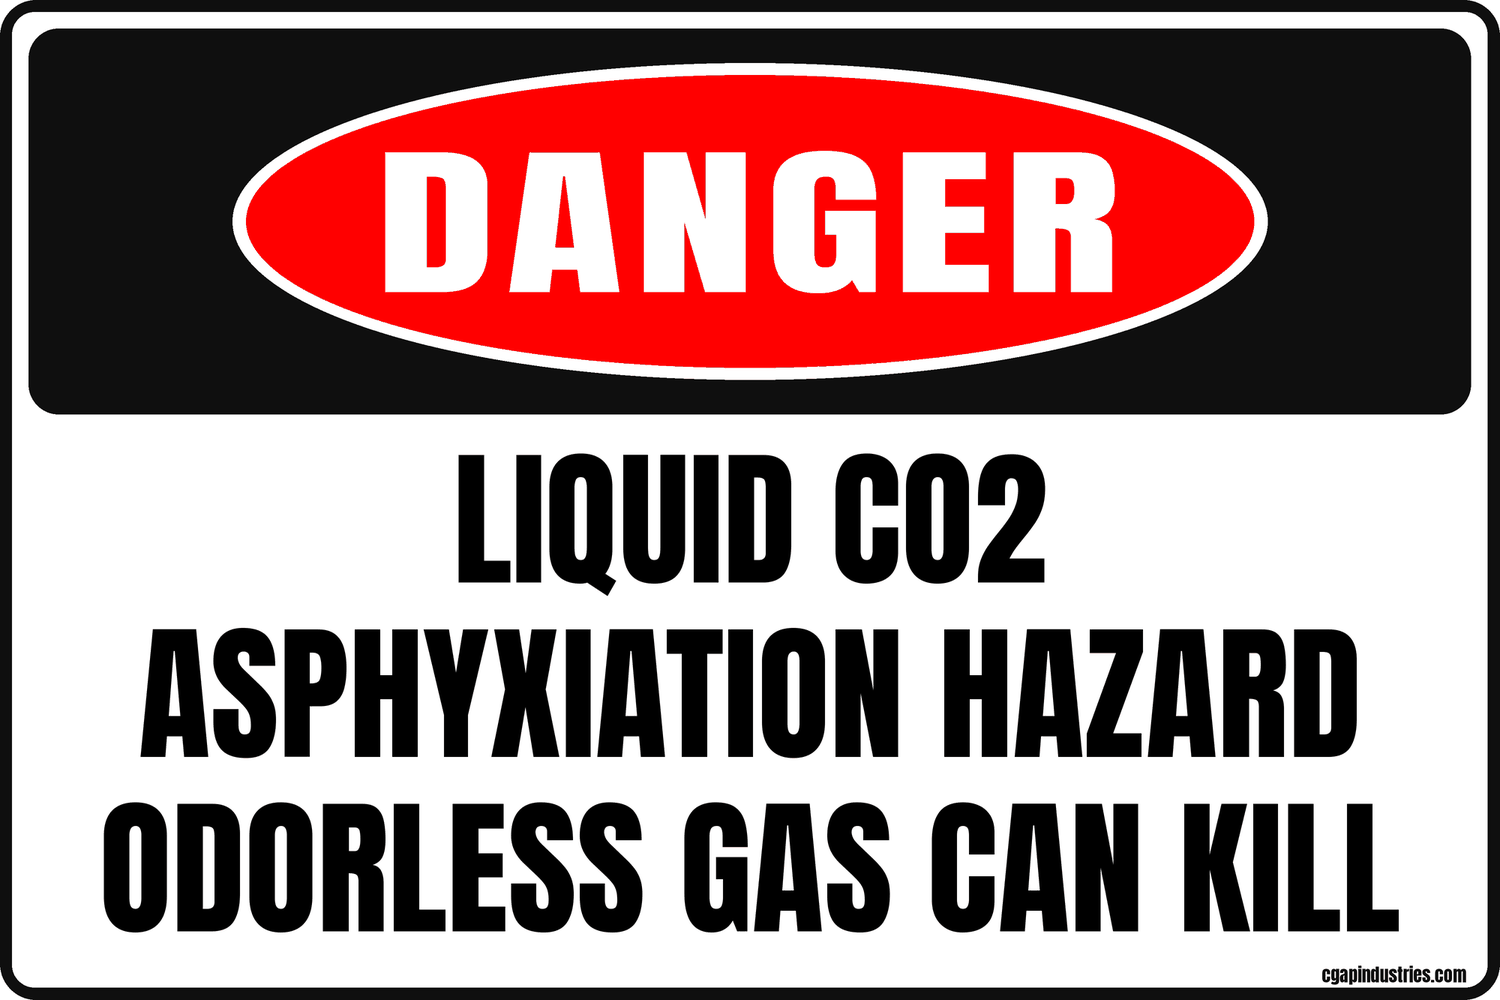 DANGER
LIQUID CO2
ASPHYXIATION HAZARD
ODORLESS GAS CAN KILL
cgapindustries.com